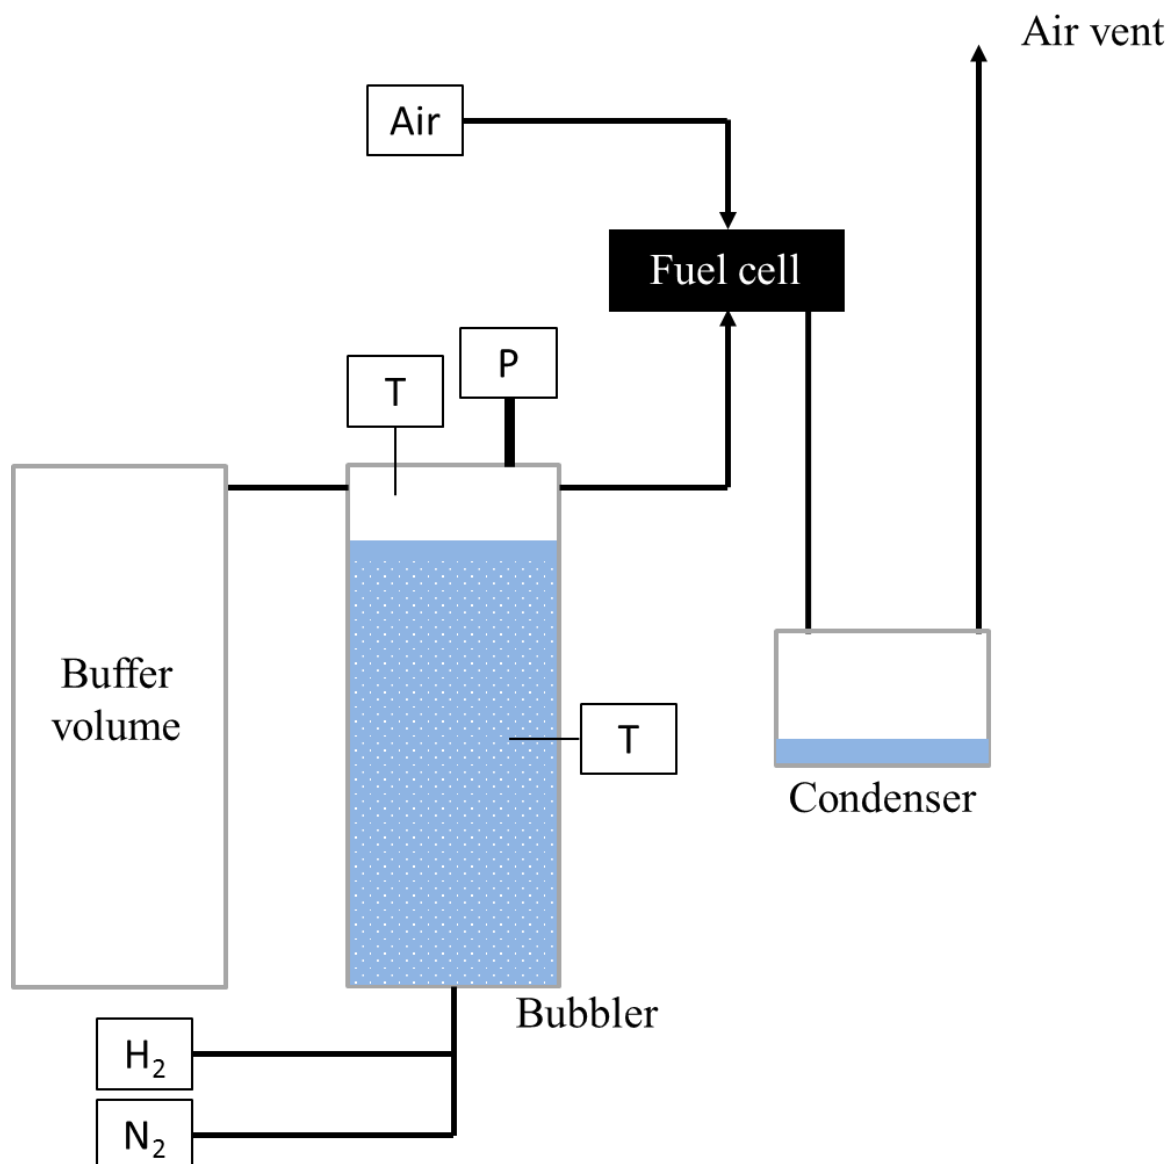 Air vent
Air
Fuel cell
P
T
Buffer
volume
T
Condenser
Bubbler
H₂
N₂